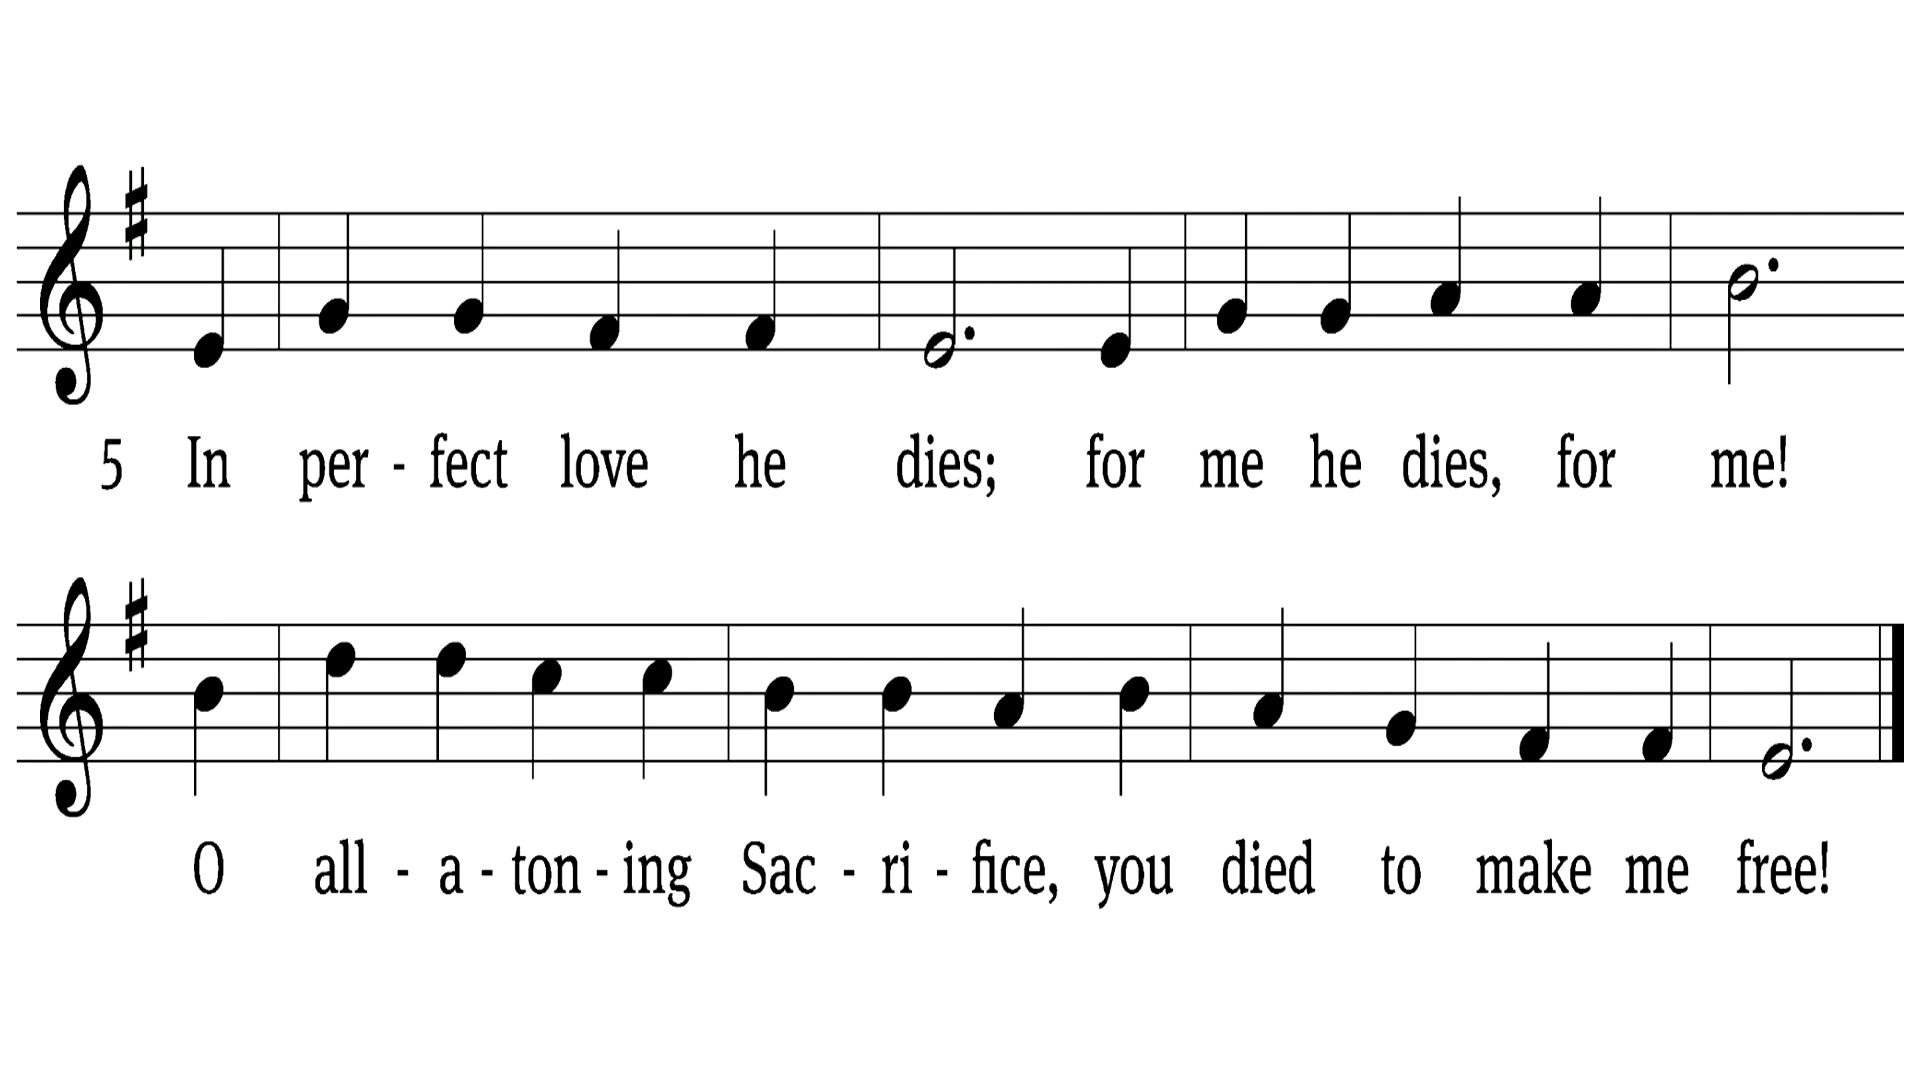 5 In per - fect love he dies; for me he dies, for me!
O all - a - ton - ing Sac - ri - fice, you died to make me free!